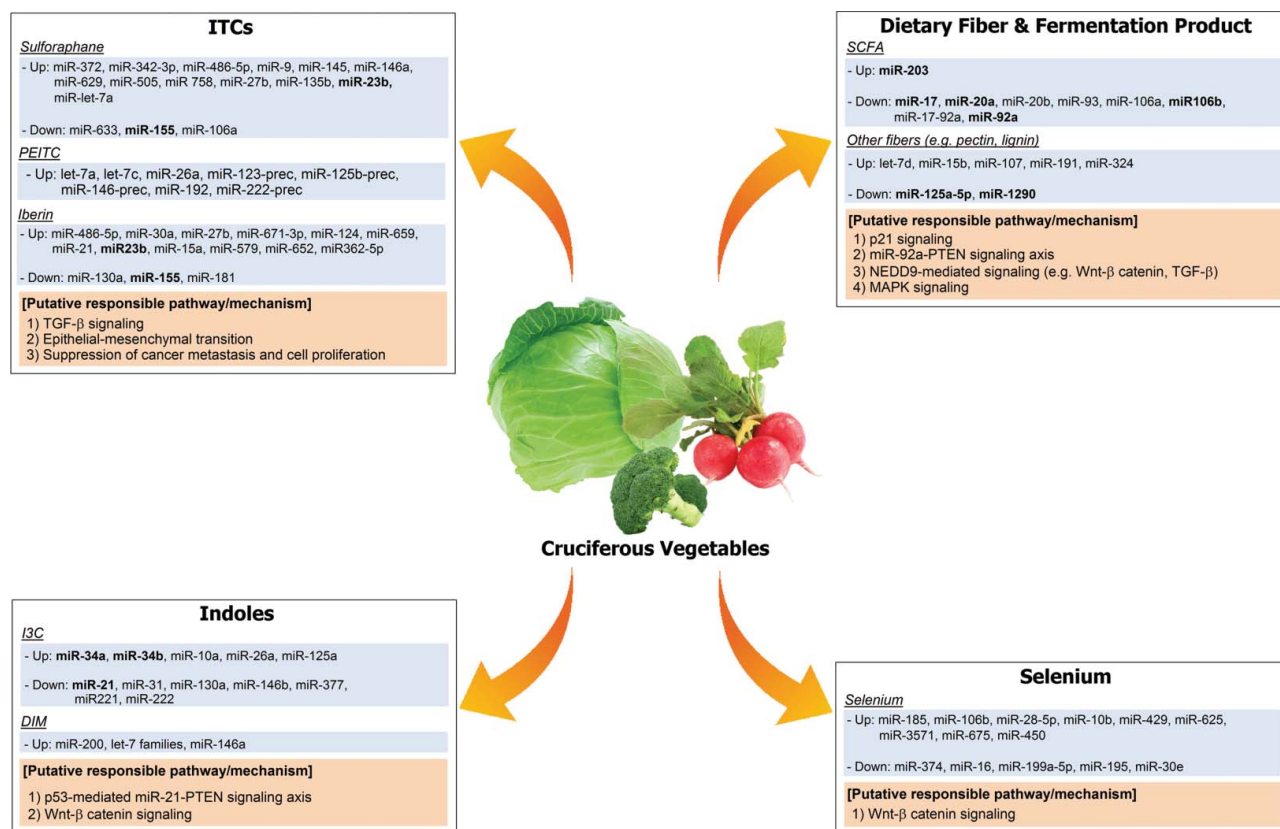 ITCs
Sulforaphane
- Up: miR-372, miR-342-3p, miR-486-5p, miR-9, miR-145, miR-146a,
miR-629, miR-505, miR 758, miR-27b, miR-135b, miR-23b,
miR-let-7a
- Down: miR-633, miR-155, miR-106a
PEITC
- Up: let-7a, let-7c, miR-26a, miR-123-prec, miR-125b-prec,
miR-146-prec, miR-192, miR-222-prec
Iberin
- Up: miR-486-5p, miR-30a, miR-27b, miR-671-3p, miR-124, miR-659,
miR-21, miR23b, miR-15a, miR-579, miR-652, miR362-5p
- Down: miR-130a, miR-155, miR-181
[Putative responsible pathway/mechanism]
1) TGF-β signaling
2) Epithelial-mesenchymal transition
3) Suppression of cancer metastasis and cell proliferation
Dietary Fiber & Fermentation Product
SCFA
- Up: miR-203
- Down: miR-17, miR-20a, miR-20b, miR-93, miR-106a, miR106b,
miR-17-92a, miR-92a
Other fibers (e.g. pectin, lignin)
- Up: let-7d, miR-15b, miR-107, miR-191, miR-324
- Down: miR-125a-5p, miR-1290
[Putative responsible pathway/mechanism]
1) p21 signaling
2) miR-92a-PTEN signaling axis
3) NEDD9-mediated signaling (e.g. Wnt-β catenin, TGF-β)
4) MAPK signaling
Cruciferous Vegetables
Indoles
I3C
- Up: miR-34a, miR-34b, miR-10a, miR-26a, miR-125a
- Down: miR-21, miR-31, miR-130a, miR-146b, miR-377,
miR221, miR-222
DIM
- Up: miR-200, let-7 families, miR-146a
[Putative responsible pathway/mechanism]
1) p53-mediated miR-21-PTEN signaling axis
2) Wnt-β catenin signaling
Selenium
Selenium
- Up: miR-185, miR-106b, miR-28-5p, miR-10b, miR-429, miR-625,
miR-3571, miR-675, miR-450
- Down: miR-374, miR-16, miR-199a-5p, miR-195, miR-30e
[Putative responsible pathway/mechanism]
1) Wnt-β catenin signaling